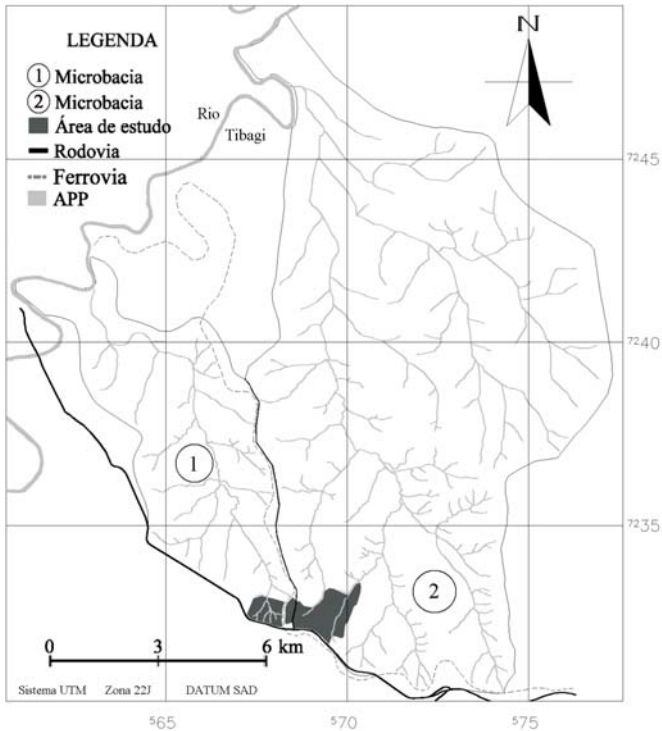 LEGENDA
1 Microbacia
2 Microbacia
Área de estudo
Rodovia
Ferrovia
APP
Rio
Tibagi
N
7245
7240
1
7235
2
0 3 6 km
Sistema UTM Zona 22J DATUM SAD
565 570 575